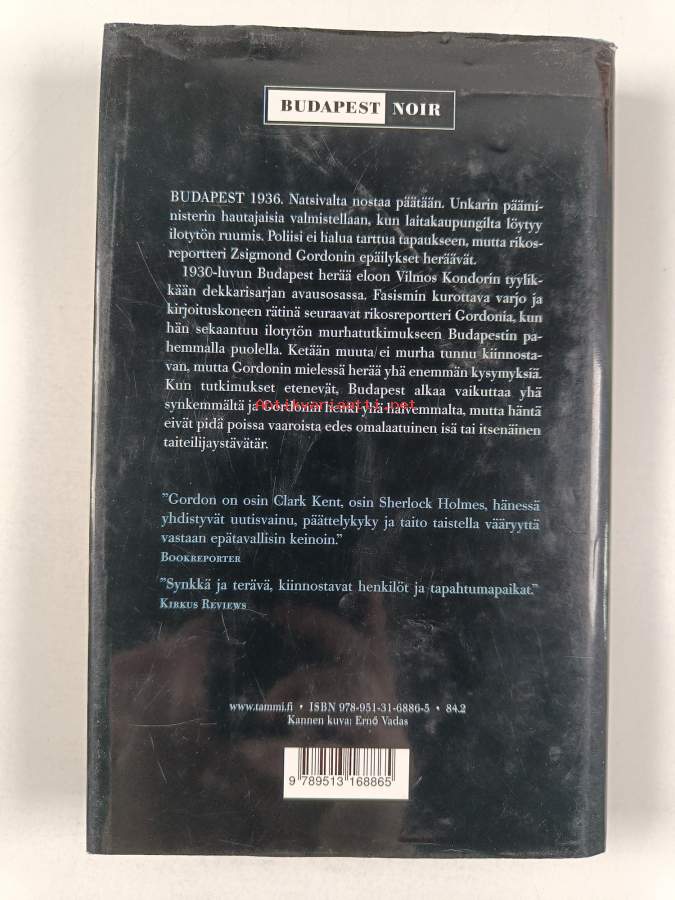 BUDAPEST NOIR
BUDAPEST 1936. Natsivalta nostaa päätään. Unkarin päämi-
nisterin hautajaisia valmistellaan, kun laitakaupungilta löytyy
ilotytön ruumis. Poliisi ei halua tarttua tapaukseen, mutta rikos-
reportteri Zsigmond Gordonin epäilykset heräävät.
1930-luvun Budapest herää eloon Vilmos Kondorin tyylik-
kään dekkarisarjan avausosassa. Fasismin kurottava varjo ja
kirjoituskoneen rätinä seuraavat rikosreportteri Gordonia, kun
hän sekaantuu ilotytön murhatutkimukseen Budapestin pa-
hemmalla puolella. Ketään muuta ei murha tunnu kiinnosta-
van, mutta Gordonin mielessä herää yhä enemmän kysymyksiä.
Kun tutkimukset etenevät, Budapest alkaa vaikuttaa yhä
synkemmältä ja Gordonin henki yhä halvemmalta, mutta häntä
Antikvariaatti.net
eivät pidä poissa vaaroista edes omalaatuinen isä tai itsenäinen
taiteilijaystävätär.
”Gordon on osin Clark Kent, osin Sherlock Holmes, hänessä
yhdistyvät uutisvainu, päättelykyky ja taito taistella vääryyttä
vastaan epätavallisin keinoin.”
BOOKREPORTER
”Synkkä ja terävä, kiinnostavat henkilöt ja tapahtumapaikat.”
KIRKUS REVIEWS
www.tammi.fi • ISBN 978-951-31-6886-5 • 84.2
Kannen kuva: Ernő Vadas
9 789513 168865